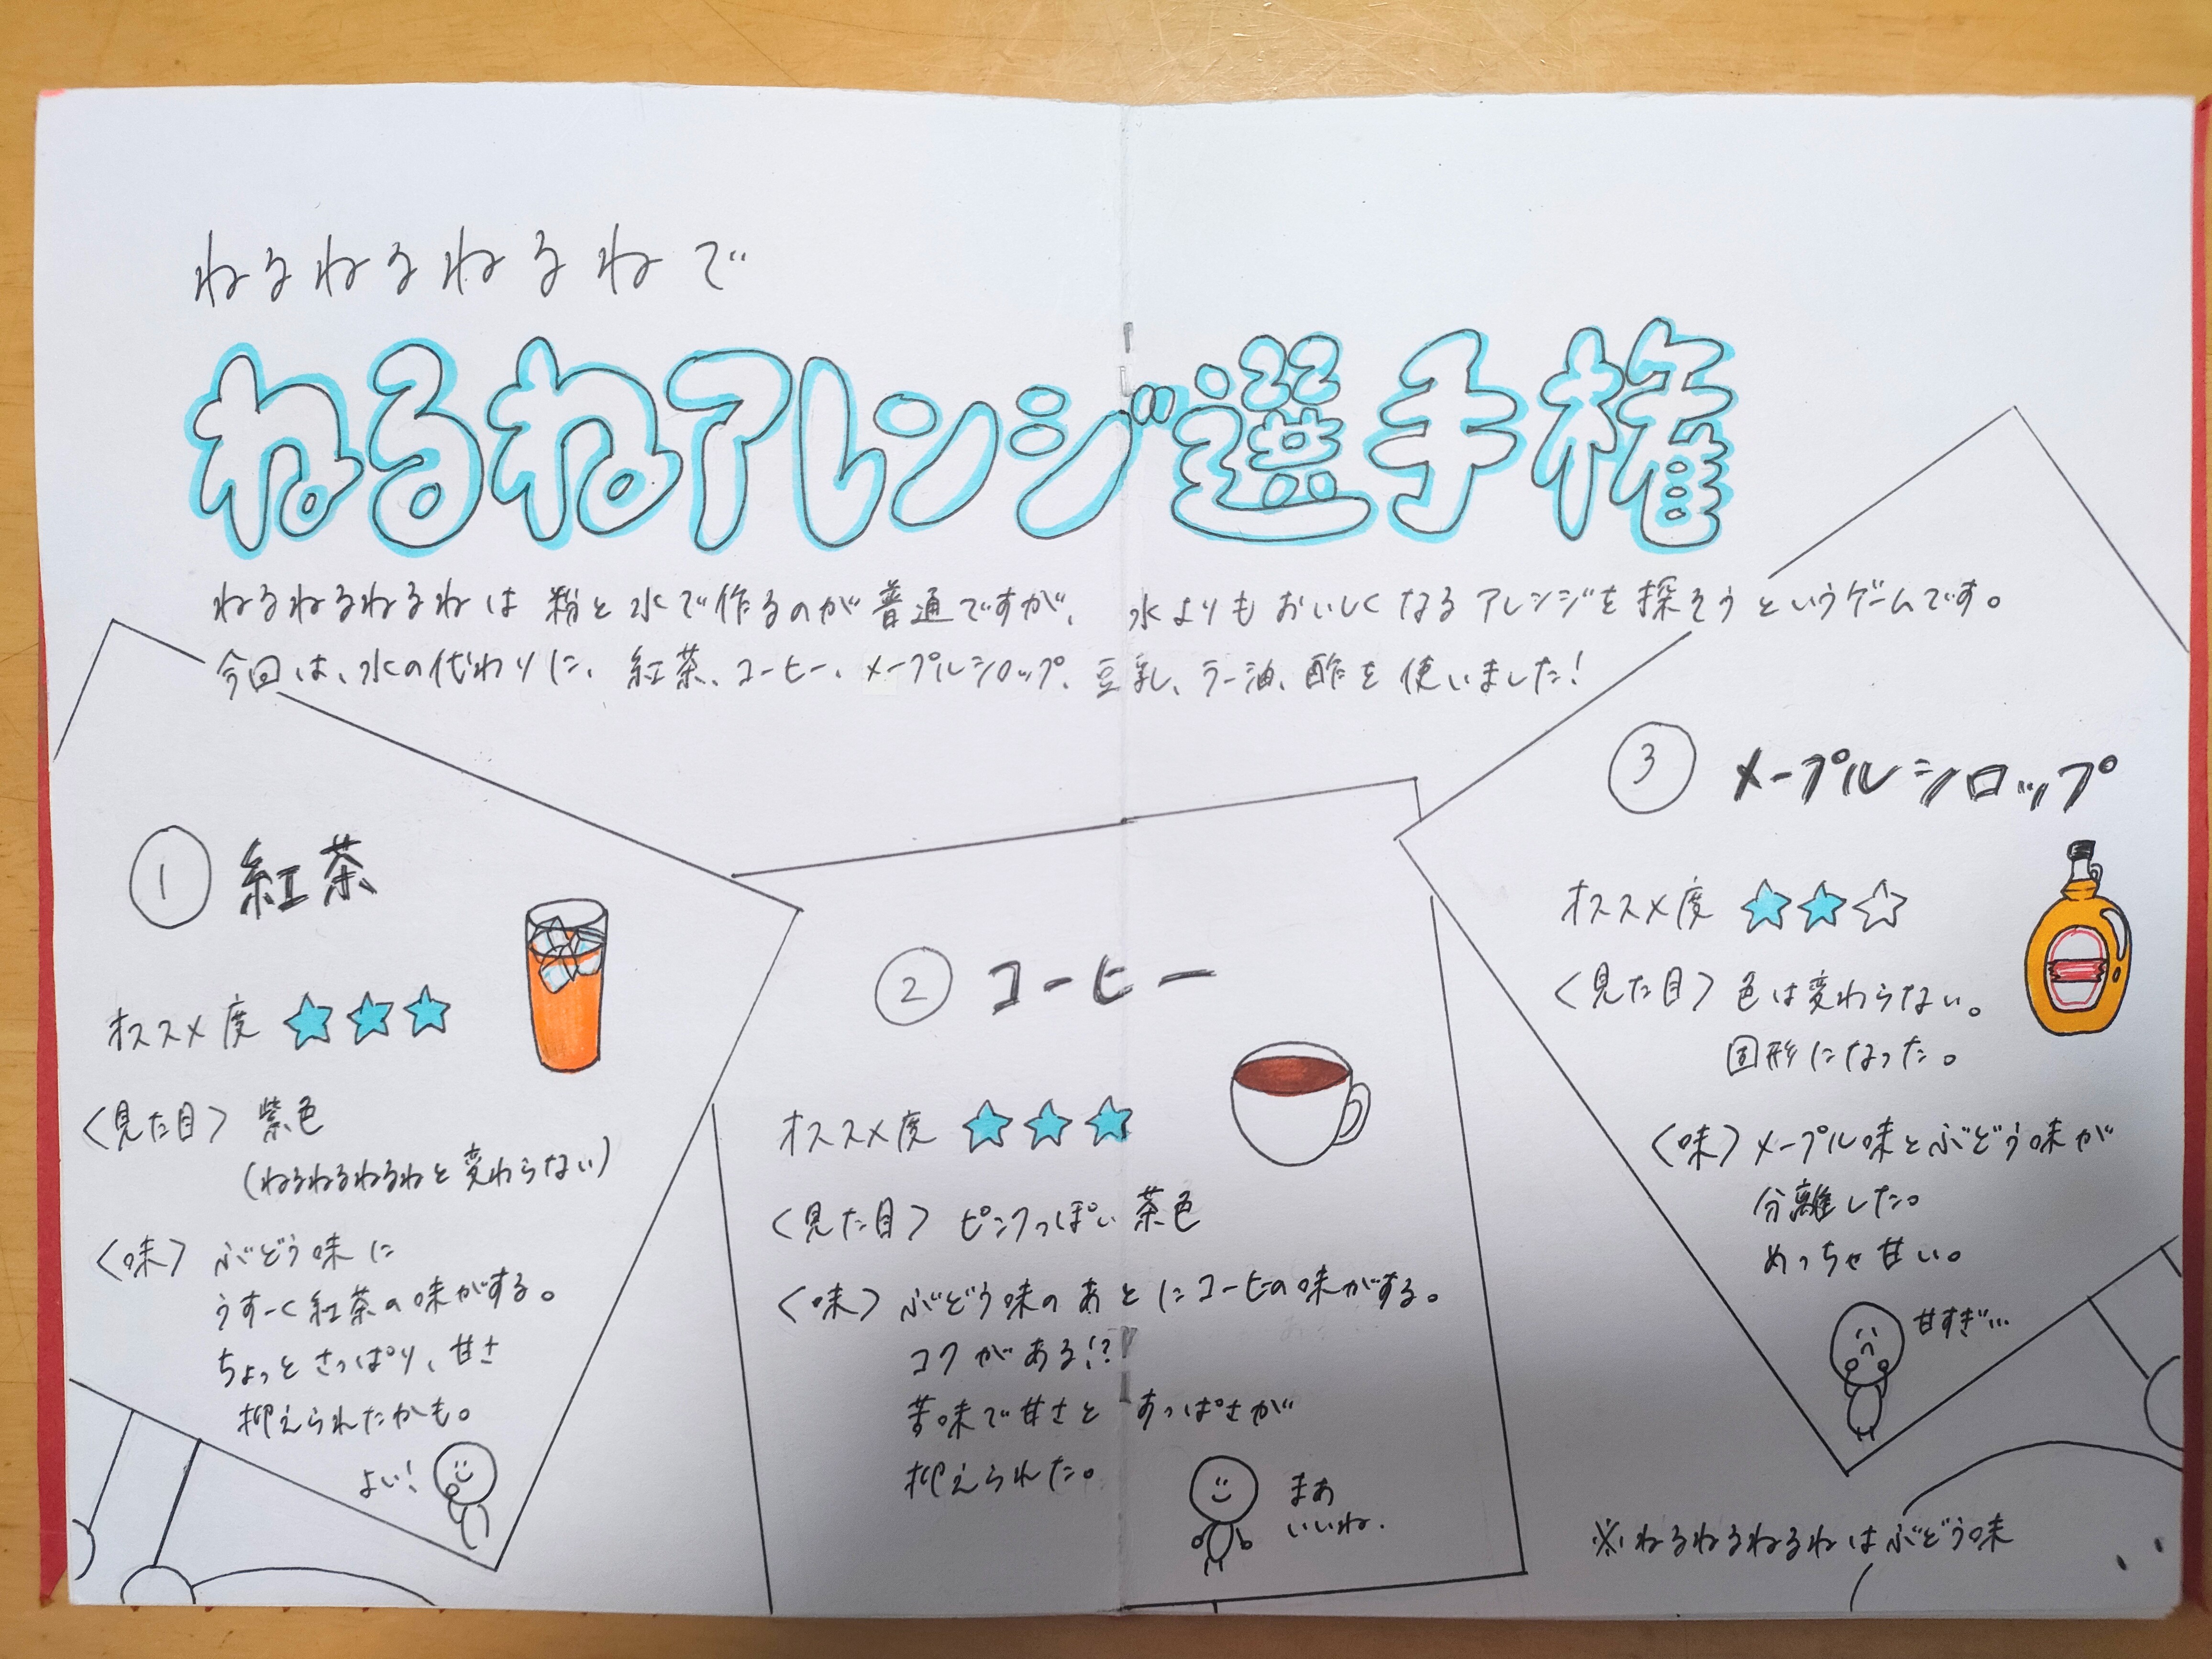 ねるねるねるねで
ねるねアレンジ選手権
ねるねるねるねは粉と水で作るのが普通ですが、水よりもおいしくなるアレンジを探そうというゲームです。
今回は、水の代わりに、紅茶、コーヒー、メープルシロップ、豆乳、ラー油、酢を使いました!
① 紅茶
オススメ度 ★★★
<見た目> 紫色
(ねるねるねるねと変わらない)
<味> ぶどう味に
うすーく紅茶の味がする。
ちょっとさっぱり、甘さ
抑えられたかも。
よい!
② コーヒー
オススメ度 ★★★
<見た目> ピンクっぽい茶色
<味> ぶどう味のあとにコーヒーの味がする。
コクがある!?
苦味で甘さとすっぱさが
抑えられた。
まあ
いいね.
③ メープルシロップ
オススメ度 ★★☆
<見た目> 色は変わらない。
固形になった。
<味> メープル味とぶどう味が
分離した。
めっちゃ甘い。
甘すぎ…
※ねるねるねるねはぶどう味